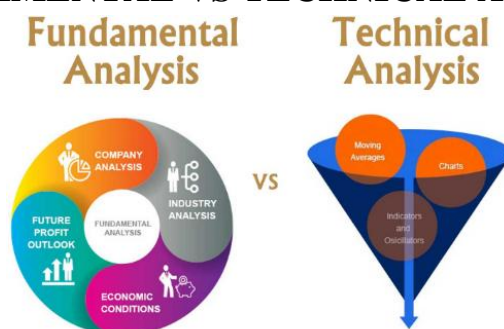 Fundamental
Analysis
Technical
Analysis
COMPANY
ANALYSIS
INDUSTRY
ANALYSIS
FUTURE
PROFIT
OUTLOOK
FUNDAMENTAL
ANALYSIS
ECONOMIC
CONDITIONS
VS
Moving
Averages
Charts
Indicators
and
Osicillutors